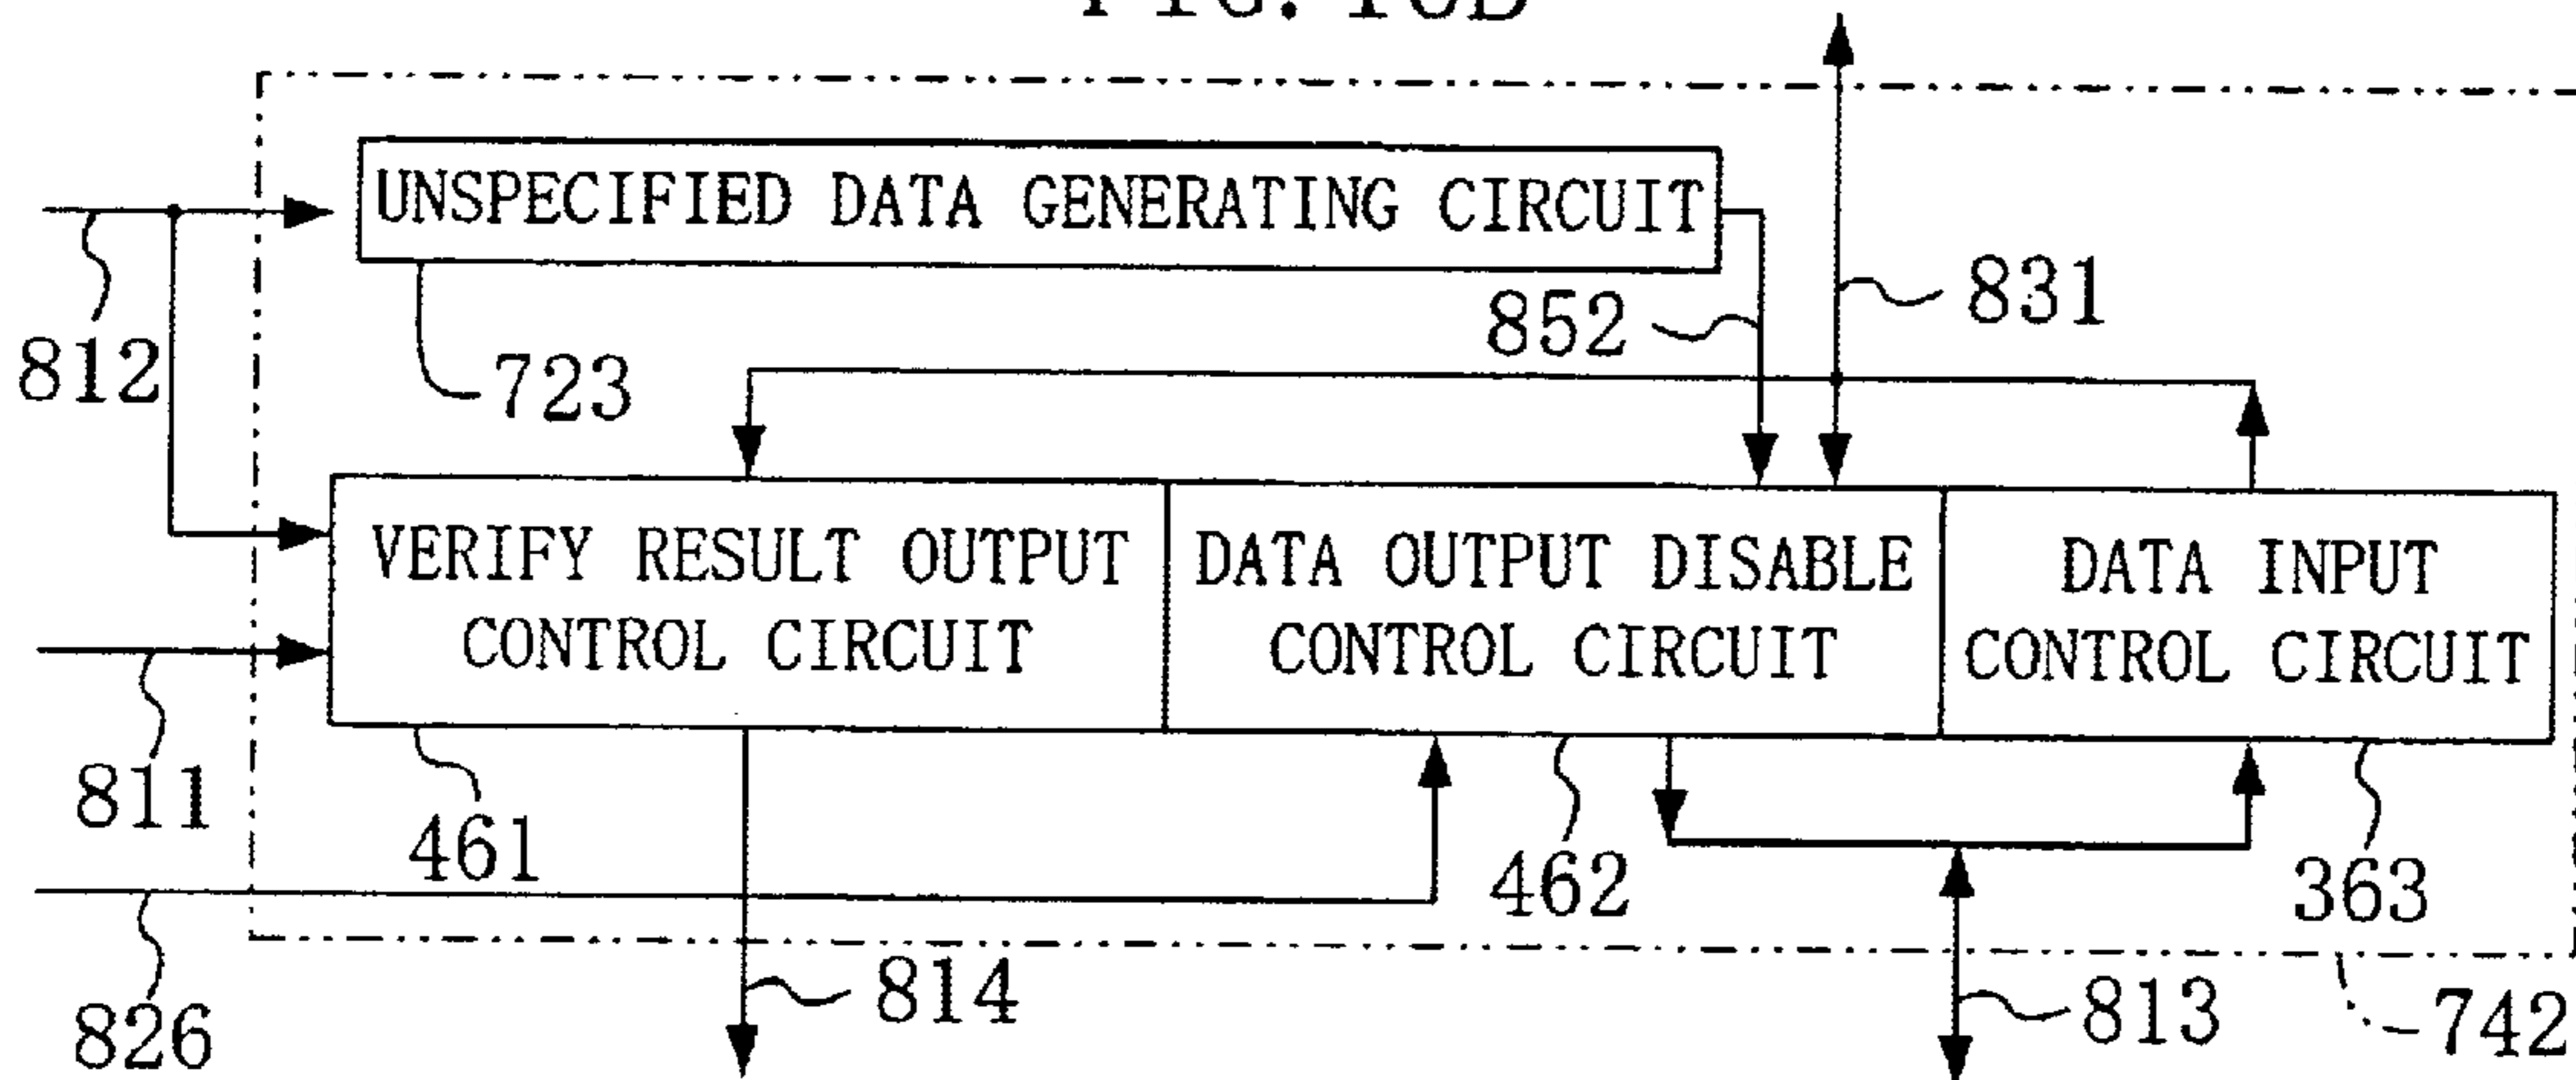 UNSPECIFIED DATA GENERATING CIRCUIT
831
852
812
723
VERIFY RESULT OUTPUT
CONTROL CIRCUIT
DATA OUTPUT DISABLE
CONTROL CIRCUIT
DATA INPUT
CONTROL CIRCUIT
811
461
462
363
826
814
813
742